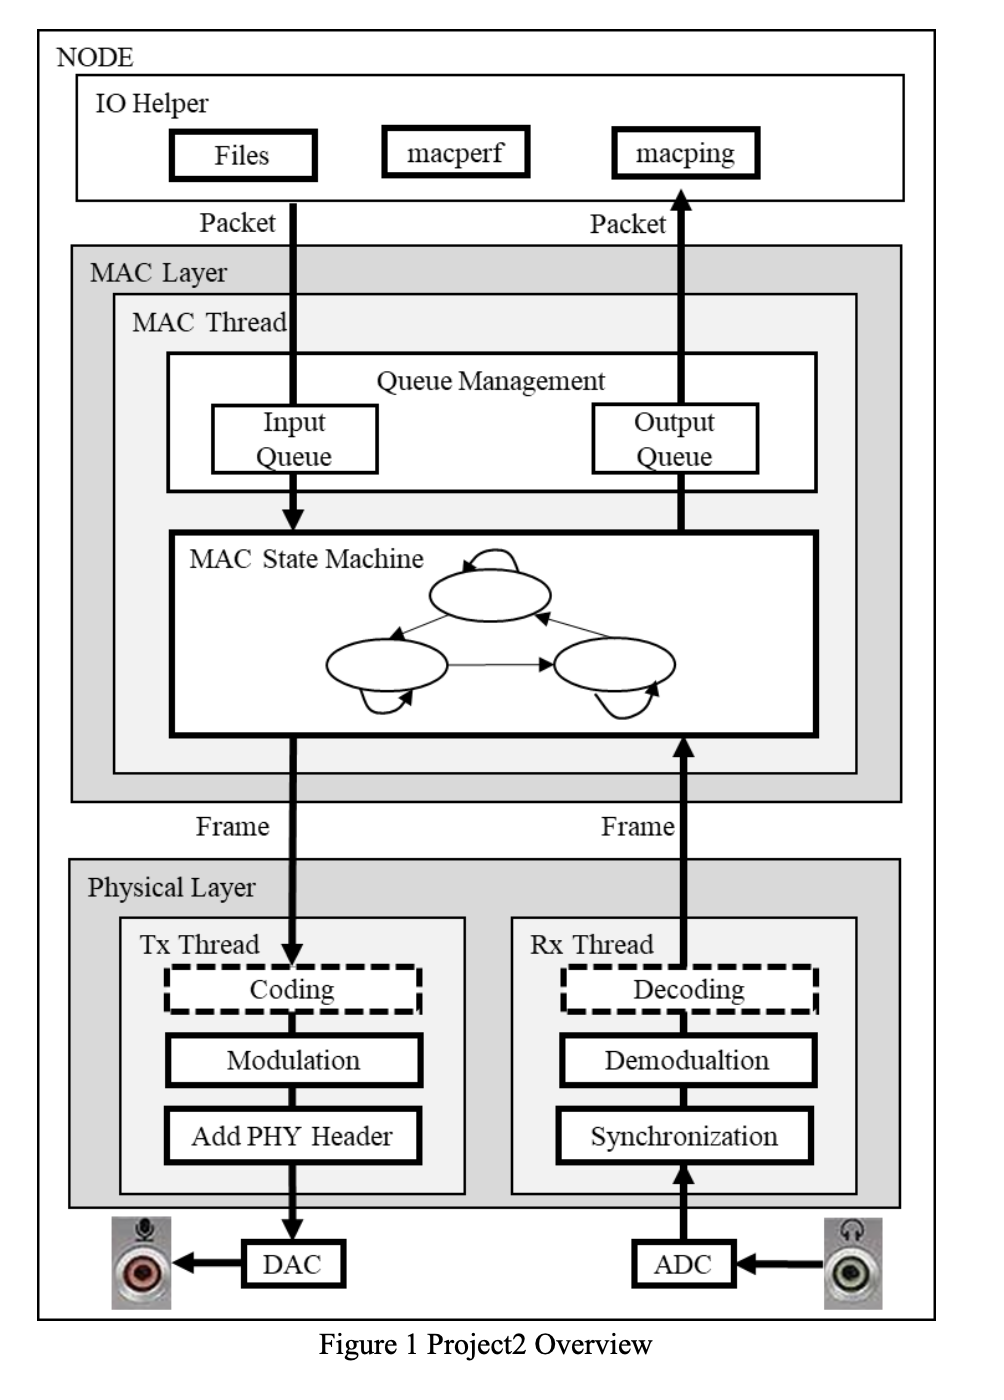 NODE
IO Helper
Files
macperf
macping
Packet
Packet
MAC Layer
MAC Thread
Queue Management
Input
Queue
Output
Queue
MAC State Machine
Frame
Frame
Physical Layer
Tx Thread
Rx Thread
Coding
Decoding
Modulation
Demodualtion
Add PHY Header
Synchronization
DAC
ADC
Figure 1 Project2 Overview